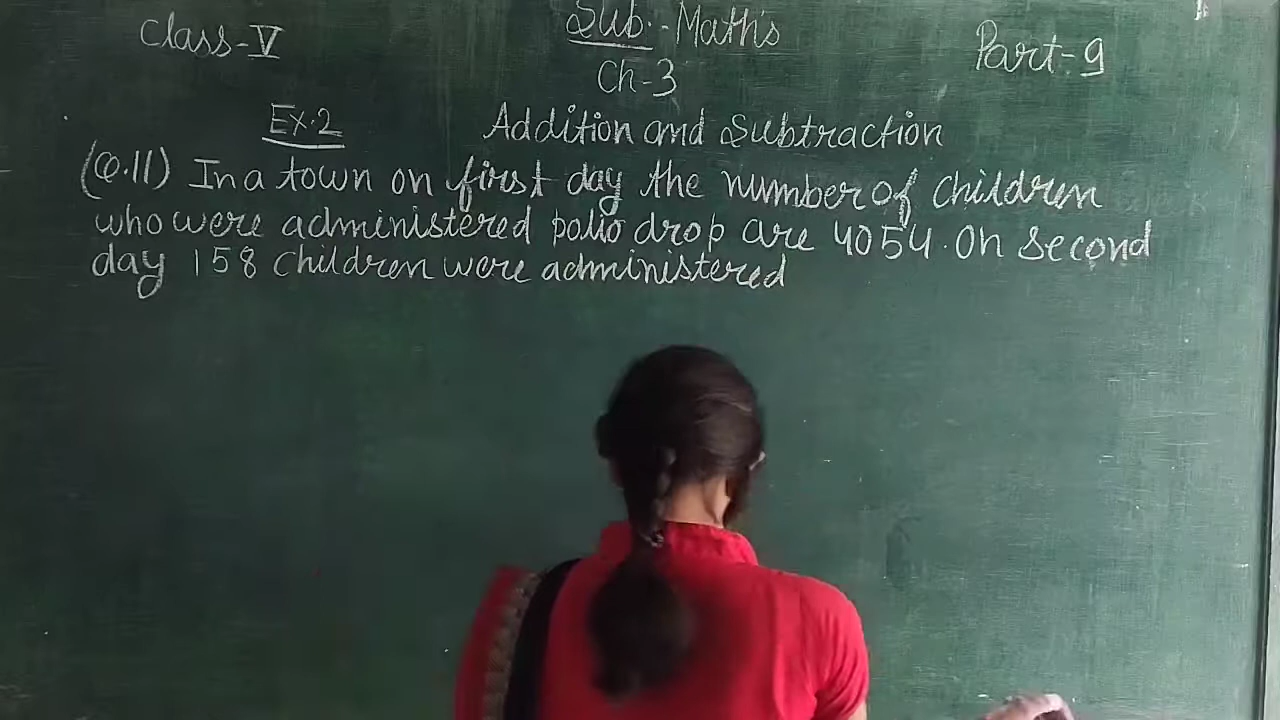 Class-V
Sub.-Math's
Part-9
Ch-3
Ex.2
Addition and Subtraction
(Q.11) In a town on first day the number of children
who were administered polio drop are 4054. On second
day 158 children were administered